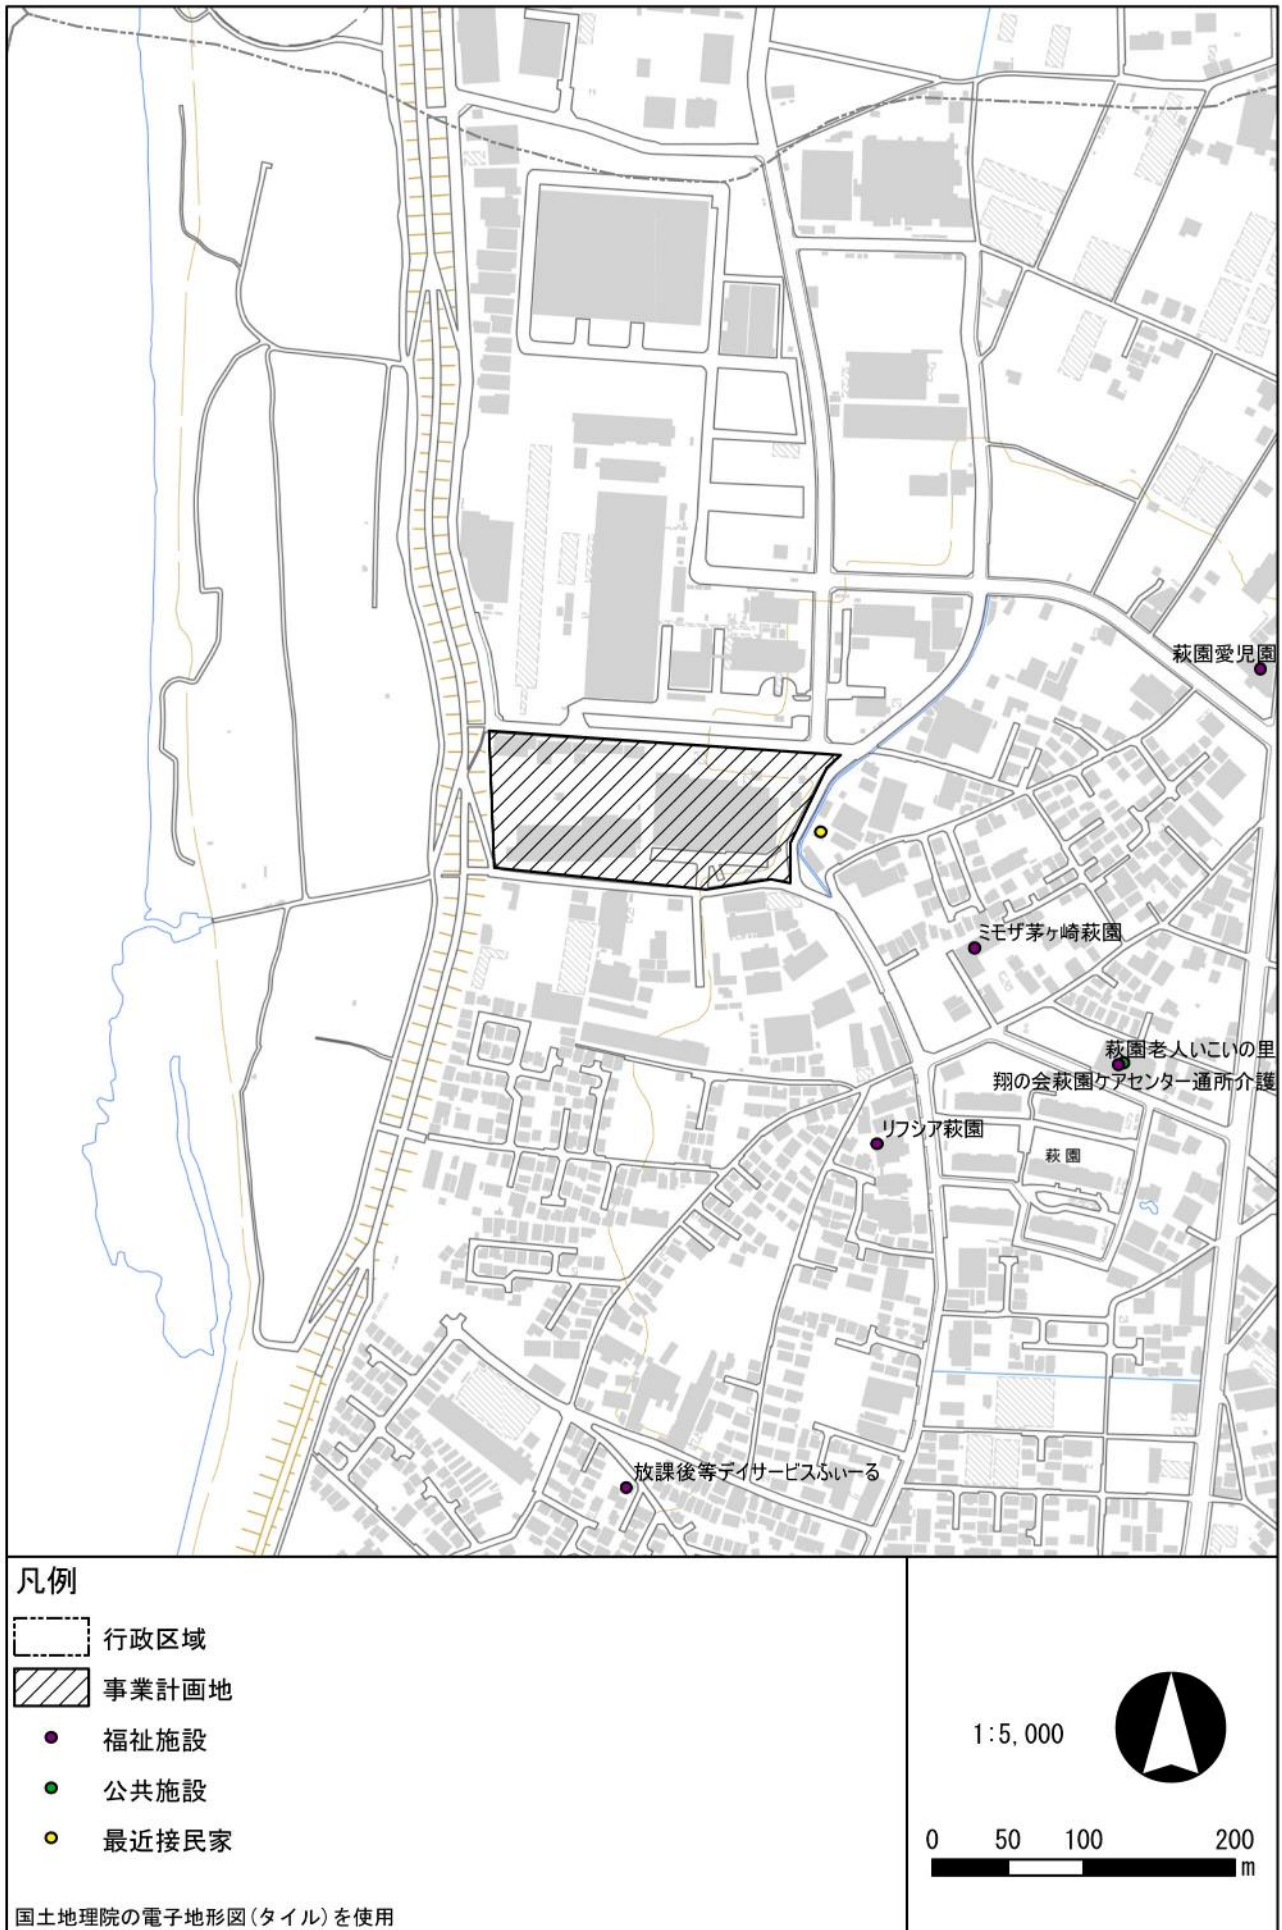 萩園愛児園
ミモザ茅ヶ崎萩園
萩園老人いこいの里
翔の会萩園ケアセンター通所介護
リフシア萩園
萩園
放課後等デイサービスふぃーる
凡例
行政区域
事業計画地
福祉施設
公共施設
最近接民家
1:5,000
0 50 100 200
m
国土地理院の電子地形図(タイル)を使用